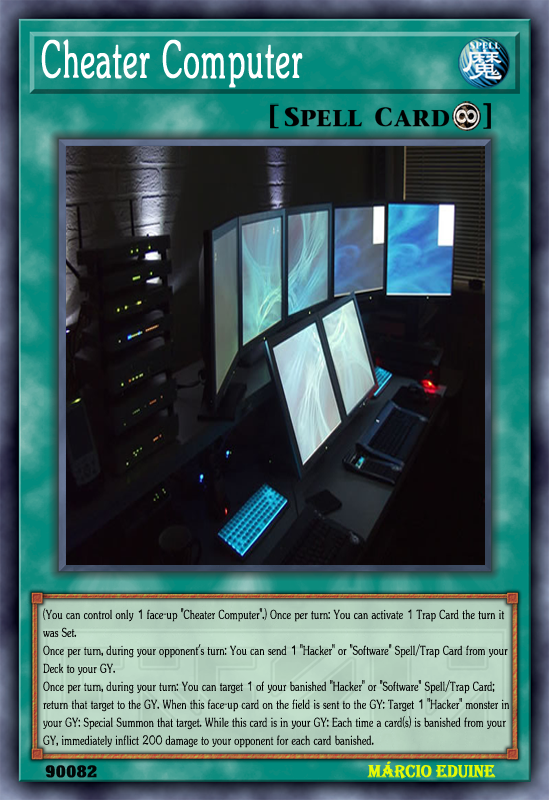 Cheater Computer
SPELL
魔
[SPELL CARD∞]
(You can control only 1 face-up "Cheater Computer".) Once per turn: You can activate 1 Trap Card the turn it
was Set.
Once per turn, during your opponent's turn: You can send 1 "Hacker" or "Software" Spell/Trap Card from your
Deck to your GY.
Once per turn, during your turn: You can target 1 of your banished "Hacker" or "Software" Spell/Trap Card;
return that target to the GY. When this face-up card on the field is sent to the GY: Target 1 "Hacker" monster in
your GY: Special Summon that target. While this card is in your GY: Each time a card(s) is banished from your
GY, immediately inflict 200 damage to your opponent for each card banished.
90082
MÁRCIO EDUINE